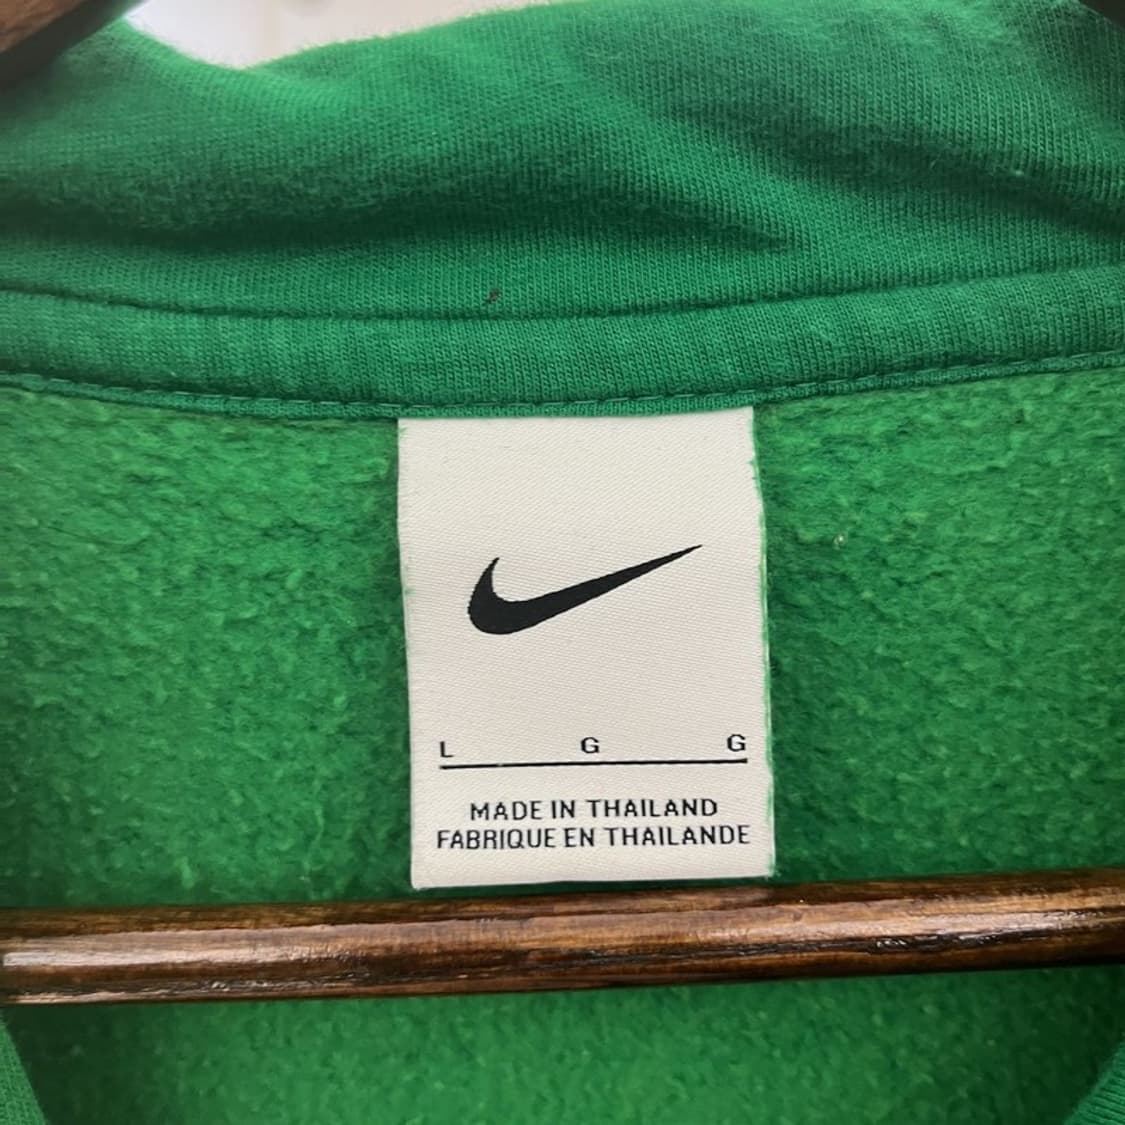 L G G
MADE IN THAILAND
FABRIQUE EN THAILANDE